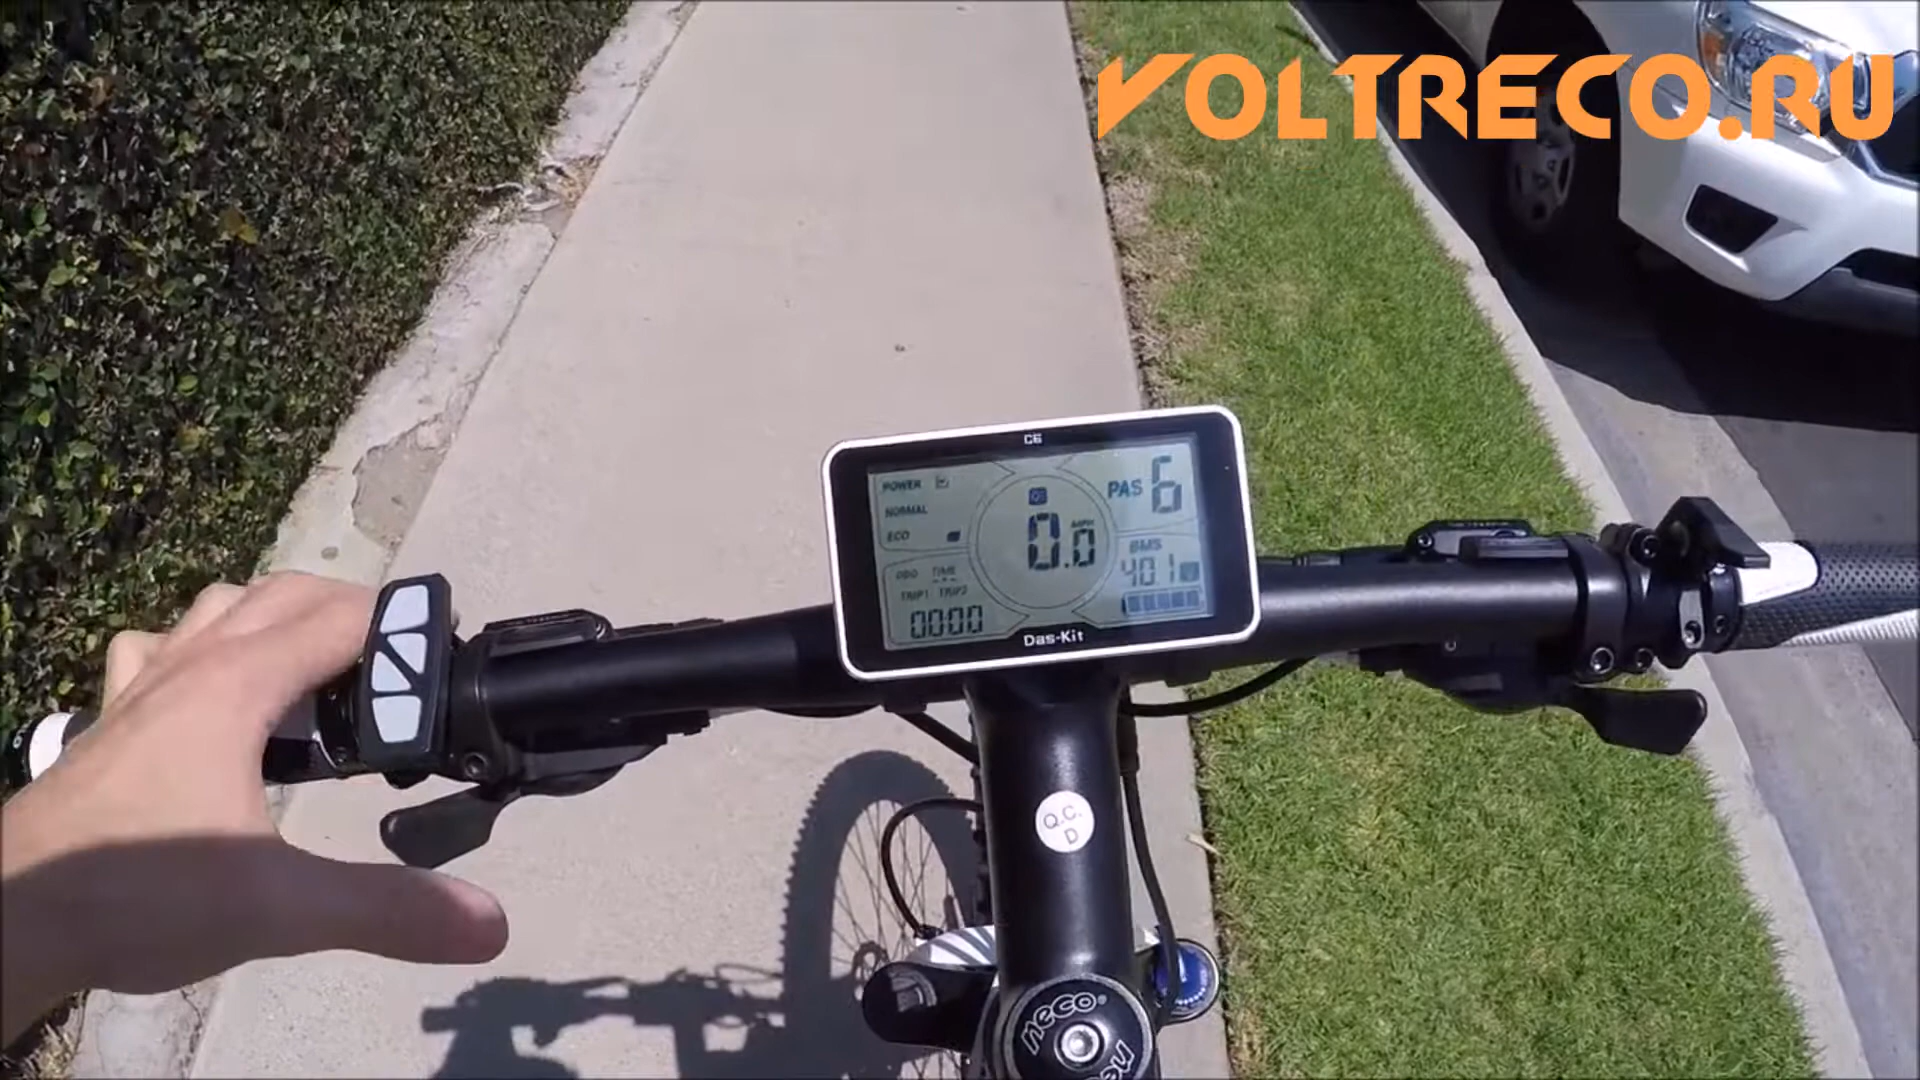 VOLTRECO.RU
C6
POWER
NORMAL
ECO
PAS 6
0.0 MPH
BMS
40.1
ODO TIME
TRIP1 TRIP2
0000
Das-Kit
Q.C.
D
neco